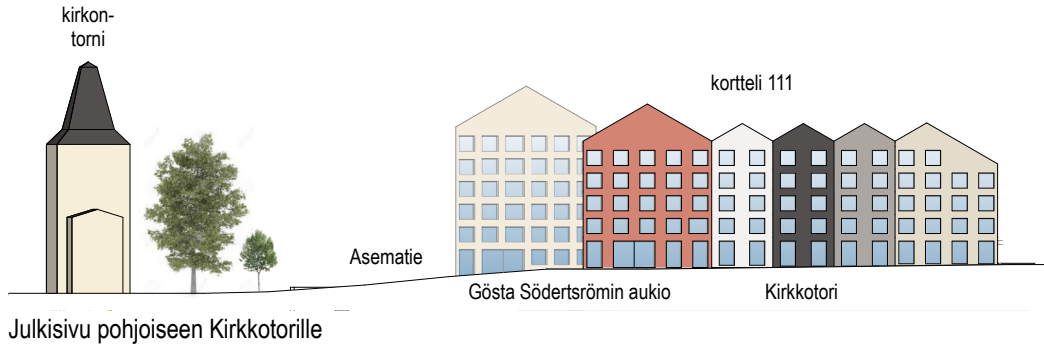 kirkon-
torni
kortteli 111
Asematie
Gösta Södertsrömin aukio
Kirkkotori
Julkisivu pohjoiseen Kirkkotorille